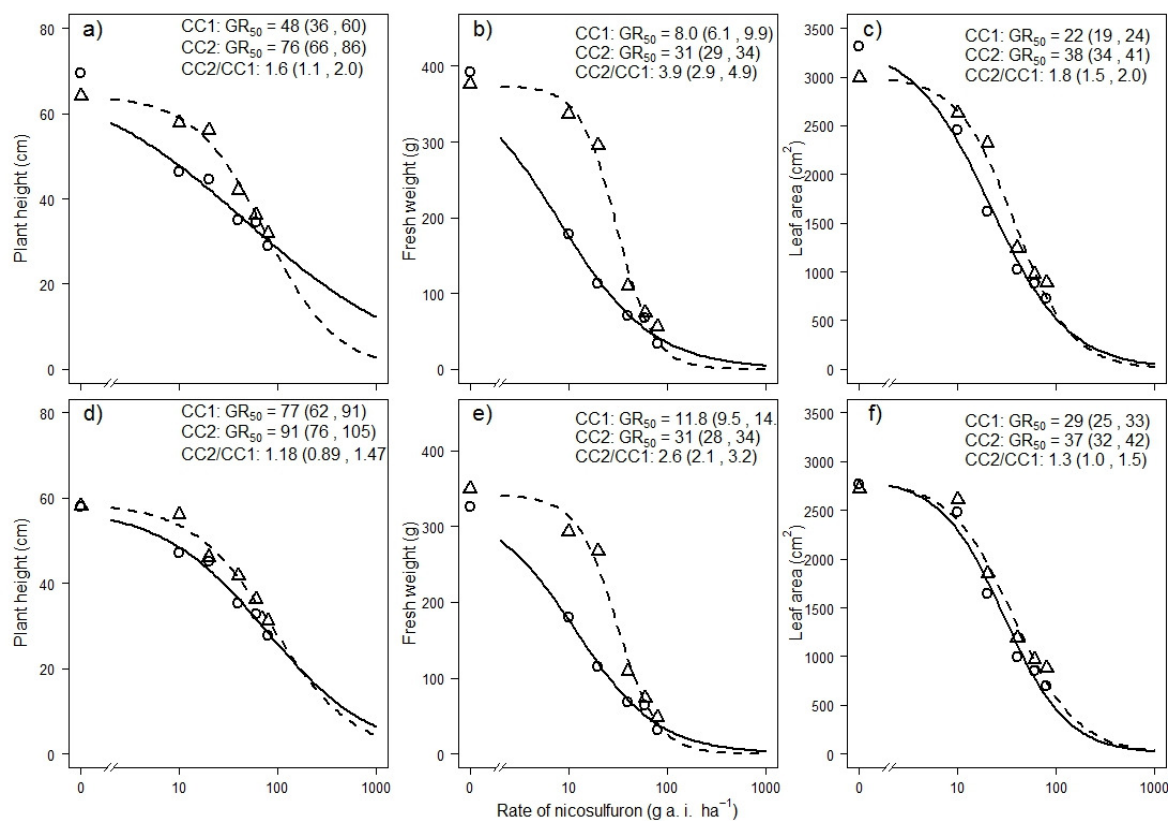 a)
CC1: GR50 = 48 (36 , 60)
CC2: GR50 = 76 (66 , 86)
CC2/CC1: 1.6 (1.1 , 2.0)
80
60
40
20
0
Plant height (cm)
0 10 100 1000
b)
CC1: GR50 = 8.0 (6.1 , 9.9)
CC2: GR50 = 31 (29 , 34)
CC2/CC1: 3.9 (2.9 , 4.9)
400
300
200
100
0
Fresh weight (g)
c)
CC1: GR50 = 22 (19 , 24)
CC2: GR50 = 38 (34 , 41)
CC2/CC1: 1.8 (1.5 , 2.0)
3500
3000
2500
2000
1500
1000
500
0
Leaf area (cm²)
d)
CC1: GR50 = 77 (62 , 91)
CC2: GR50 = 91 (76 , 105)
CC2/CC1: 1.18 (0.89 , 1.47
80
60
40
20
0
Plant height (cm)
0 10 100 1000
e)
CC1: GR50 = 11.8 (9.5 , 14.
CC2: GR50 = 31 (28 , 34)
CC2/CC1: 2.6 (2.1 , 3.2)
400
300
200
100
0
Fresh weight (g)
0 10 100 1000
f)
CC1: GR50 = 29 (25 , 33)
CC2: GR50 = 37 (32 , 42)
CC2/CC1: 1.3 (1.0 , 1.5)
3500
3000
2500
2000
1500
1000
500
0
Leaf area (cm²)
0 10 100 1000
Rate of nicosulfuron (g a. i. ha⁻¹)